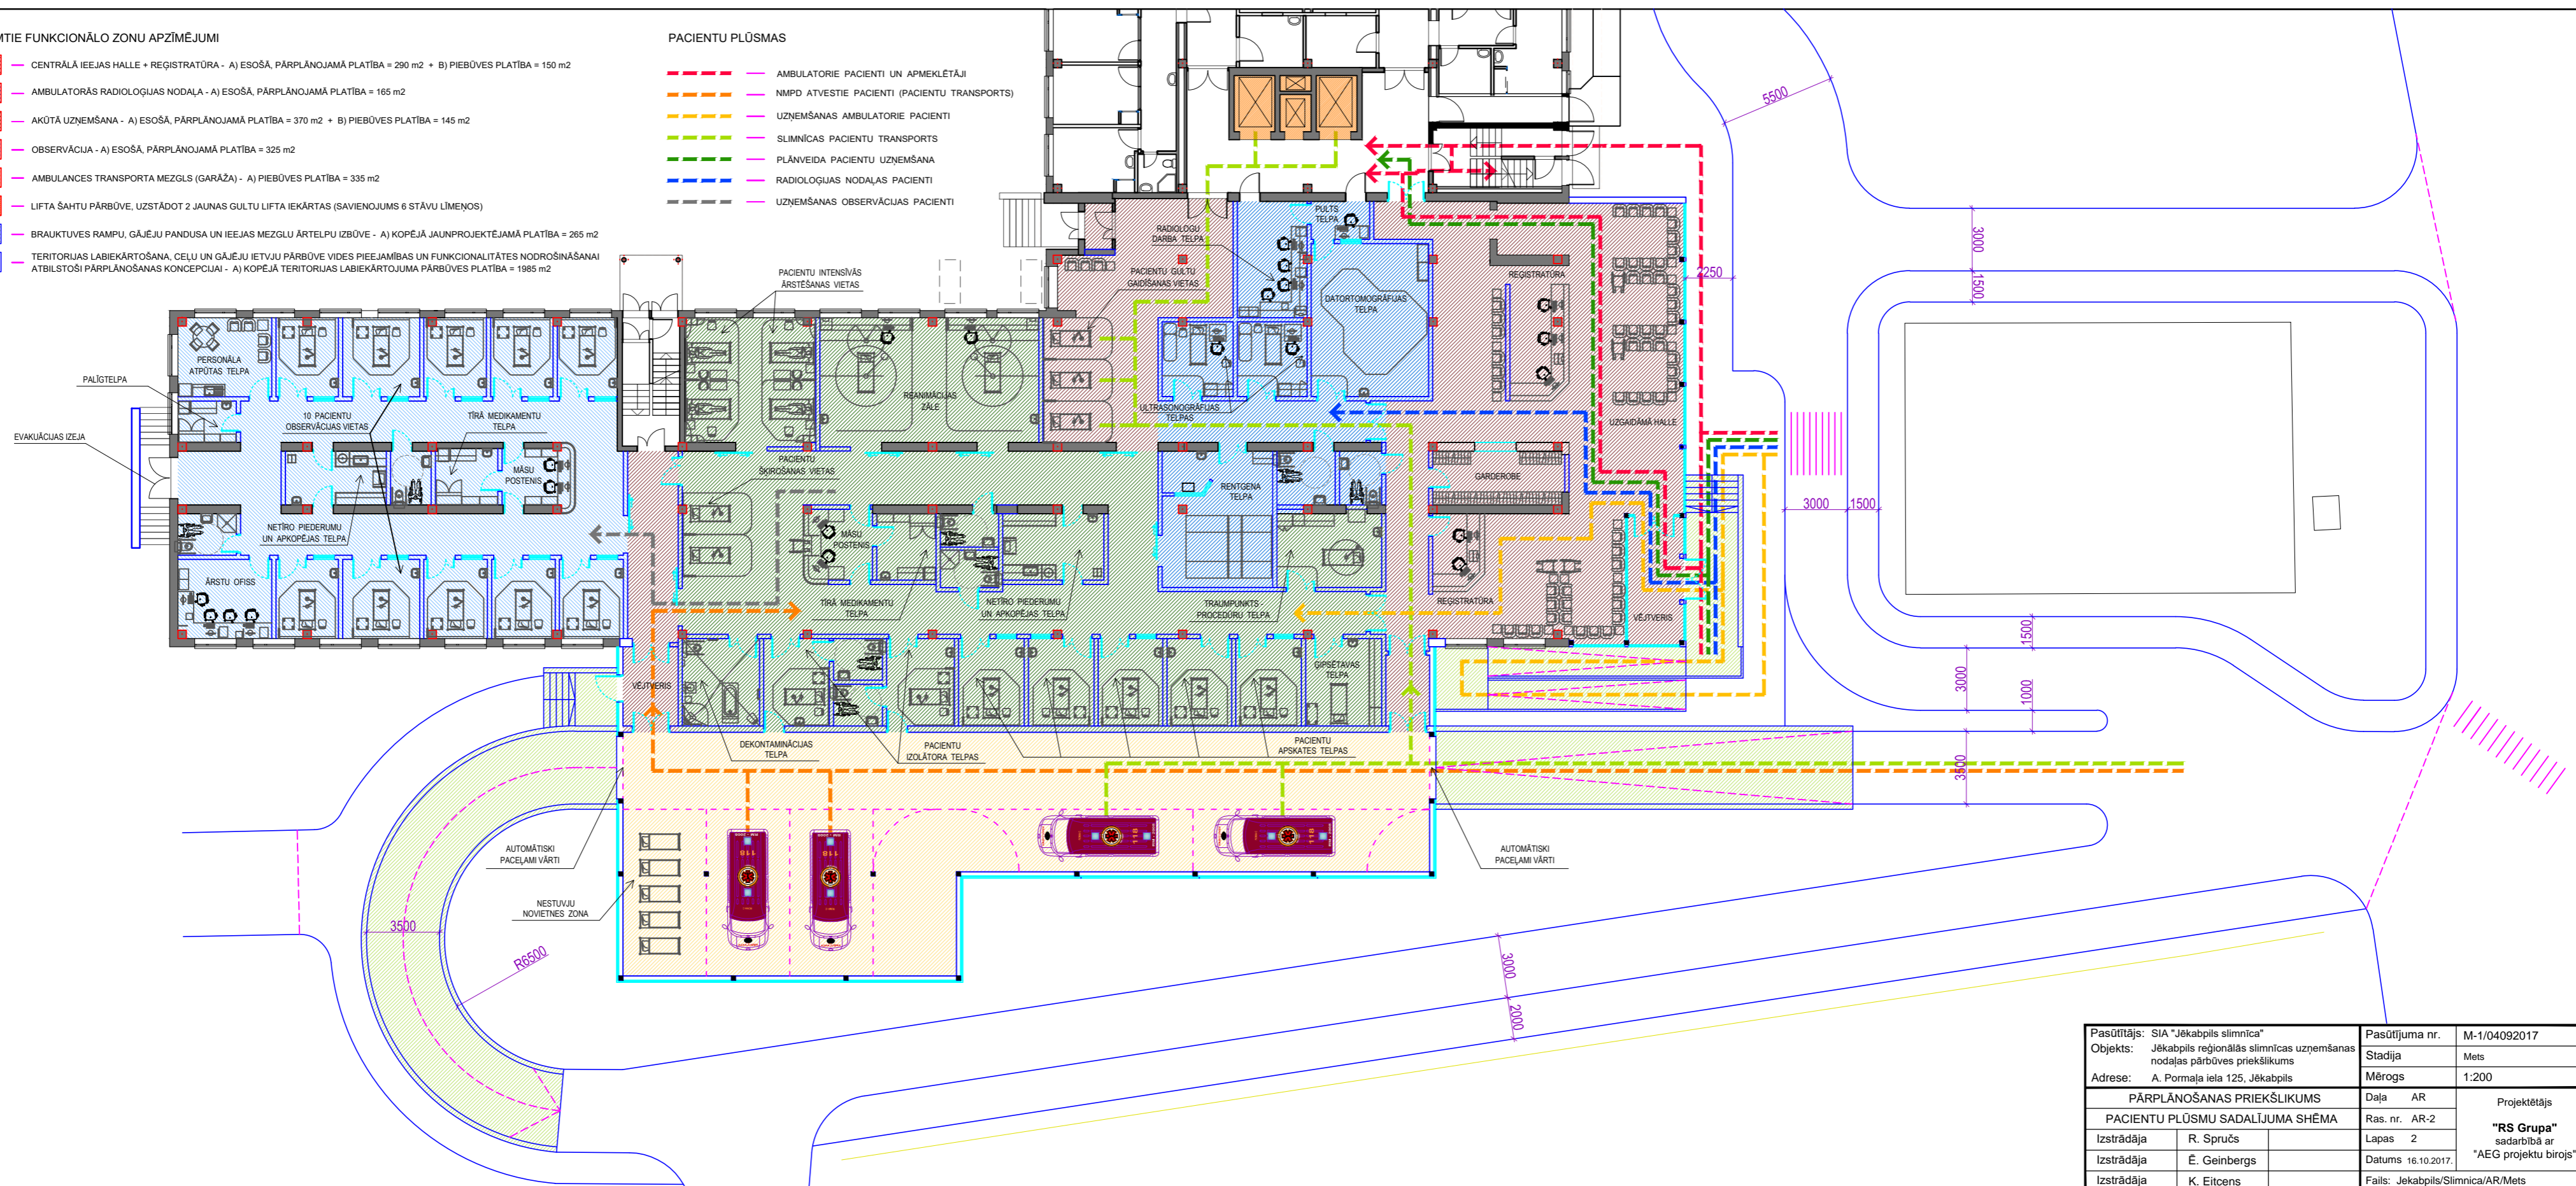 MTIE FUNKCIONĀLO ZONU APZĪMĒJUMI
CENTRĀLĀ IEEJAS HALLE + REĢISTRATŪRA - A) ESOŠĀ, PĀRPLĀNOJAMĀ PLATĪBA = 290 m2 + B) PIEBŪVES PLATĪBA = 150 m2
AMBULATORĀS RADIOLOĢIJAS NODAĻA - A) ESOŠĀ, PĀRPLĀNOJAMĀ PLATĪBA = 165 m2
AKŪTĀ UZŅEMŠANA - A) ESOŠĀ, PĀRPLĀNOJAMĀ PLATĪBA = 370 m2 + B) PIEBŪVES PLATĪBA = 145 m2
OBSERVĀCIJA - A) ESOŠĀ, PĀRPLĀNOJAMĀ PLATĪBA = 325 m2
AMBULANCES TRANSPORTA MEZGLS (GARĀŽA) - A) PIEBŪVES PLATĪBA = 335 m2
LIFTA ŠAHTU PĀRBŪVE, UZSTĀDOT 2 JAUNAS GULTU LIFTA IEKĀRTAS (SAVIENOJUMS 6 STĀVU LĪMEŅOS)
BRAUKTUVES RAMPU, GĀJĒJU PANDUSA UN IEEJAS MEZGLU ĀRTELPU IZBŪVE - A) KOPĒJĀ JAUNPROJEKTĒJAMĀ PLATĪBA = 265 m2
TERITORIJAS LABIEKĀRTOŠANA, CEĻU UN GĀJĒJU IETVJU PĀRBŪVE VIDES PIEEJAMĪBAS UN FUNKCIONALITĀTES NODROŠINĀŠANAI
ATBILSTOŠI PĀRPLĀNOŠANAS KONCEPCIJAI - A) KOPĒJĀ TERITORIJAS LABIEKĀRTOJUMA PĀRBŪVES PLATĪBA = 1985 m2
PACIENTU PLŪSMAS
AMBULATORIE PACIENTI UN APMEKLĒTĀJI
NMPD ATVESTIE PACIENTI (PACIENTU TRANSPORTS)
UZŅEMŠANAS AMBULATORIE PACIENTI
SLIMNĪCAS PACIENTU TRANSPORTS
PLĀNVEIDA PACIENTU UZŅEMŠANA
RADIOLOĢIJAS NODAĻAS PACIENTI
UZŅEMŠANAS OBSERVĀCIJAS PACIENTI
5500
3000
1500
2250
PULTS
TELPA
RADIOLOGU
DARBA TELPA
PACIENTU GULTU
GAIDĪŠANAS VIETAS
DATORTOMOGRĀFIJAS
TELPA
REĢISTRATŪRA
UZGAIDĀMĀ HALLE
PACIENTU INTENSĪVĀS
ĀRSTĒŠANAS VIETAS
REANIMĀCIJAS
ZĀLE
ULTRASONOGRĀFIJAS
TELPAS
PERSONĀLA
ATPŪTAS TELPA
PALĪGTELPA
10 PACIENTU
OBSERVĀCIJAS VIETAS
TĪRĀ MEDIKAMENTU
TELPA
EVAKUĀCIJAS IZEJA
MĀSU
POSTENIS
NETĪRO PIEDERUMU
UN APKOPĒJAS TELPA
ĀRSTU OFISS
PACIENTU
ŠĶIROŠANAS VIETAS
MĀSU
POSTENIS
TĪRĀ MEDIKAMENTU
TELPA
NETĪRO PIEDERUMU
UN APKOPĒJAS TELPA
RENTGENA
TELPA
TRAUMPUNKTS -
PROCEDŪRU TELPA
GARDEROBE
REĢISTRATŪRA
VĒJTVERIS
3000
1500
1500
3000
1000
3500
VĒJTVERIS
DEKONTAMINĀCIJAS
TELPA
PACIENTU
IZOLĀTORA TELPAS
PACIENTU
APSKATES TELPAS
ĢIPSĒTAVAS
TELPA
AUTOMĀTISKI
PACEĻAMI VĀRTI
NESTUVJU
NOVIETNES ZONA
AUTOMĀTISKI
PACEĻAMI VĀRTI
118
118
118
118
3500
R6500
3000
2000
Pasūtītājs: SIA "Jēkabpils slimnīca"
Objekts: Jēkabpils reģionālās slimnīcas uzņemšanas
nodaļas pārbūves priekšlikums
Adrese: A. Pormaļa iela 125, Jēkabpils
Pasūtījuma nr. M-1/04092017
Stadija Mets
Mērogs 1:200
PĀRPLĀNOŠANAS PRIEKŠLIKUMS
PACIENTU PLŪSMU SADALĪJUMA SHĒMA
Daļa AR
Ras. nr. AR-2
Lapas 2
Datums 16.10.2017.
Projektētājs
"RS Grupa"
sadarbībā ar
"AEG projektu birojs"
Izstrādāja R. Spručs
Izstrādāja Ē. Geinbergs
Izstrādāja K. Eitcens
Fails: Jekabpils/Slimnica/AR/Mets